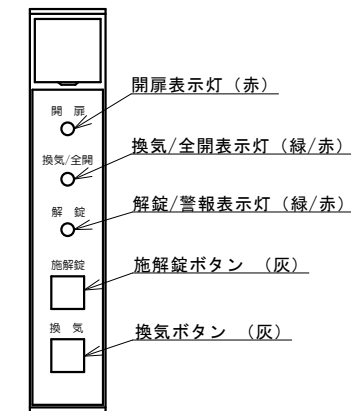 開 扉
開扉表示灯（赤）
換気/全開
換気/全開表示灯（緑/赤）
解 錠
解錠/警報表示灯（緑/赤）
施解錠
施解錠ボタン （灰）
換 気
換気ボタン （灰）